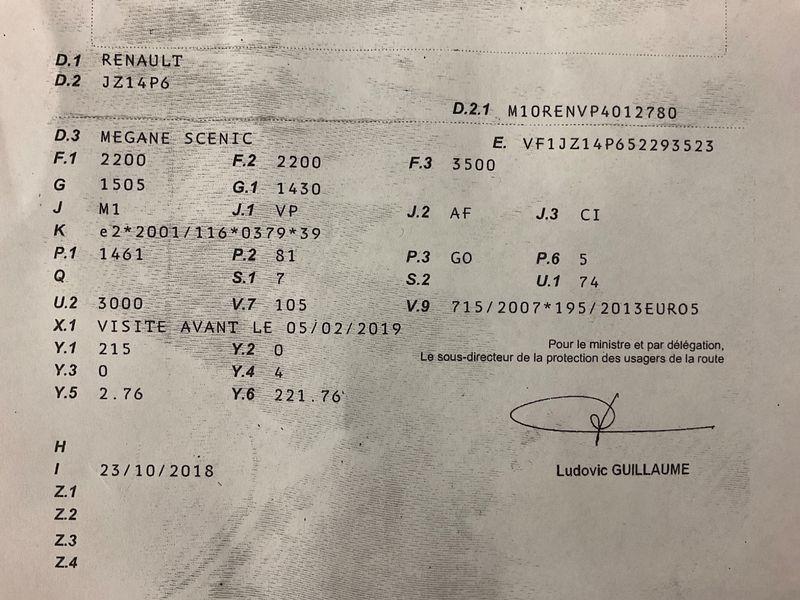 D.1 RENAULT
D.2 JZ14P6
D.2.1 M10RENVP4012780
D.3 MEGANE SCENIC E. VF1JZ14P652293523
F.1 2200 F.2 2200 F.3 3500
G 1505 G.1 1430
J M1 J.1 VP J.2 AF J.3 CI
K e2*2001/116*0379*39
P.1 1461 P.2 81 P.3 GO P.6 5
Q S.1 7 S.2 U.1 74
U.2 3000 V.7 105 V.9 715/2007*195/2013EURO5
X.1 VISITE AVANT LE 05/02/2019
Y.1 215 Y.2 0 Pour le ministre et par délégation,
Le sous-directeur de la protection des usagers de la route
Y.3 0 Y.4 4
Y.5 2.76 Y.6 221.76
H
I 23/10/2018 Ludovic GUILLAUME
Z.1
Z.2
Z.3
Z.4